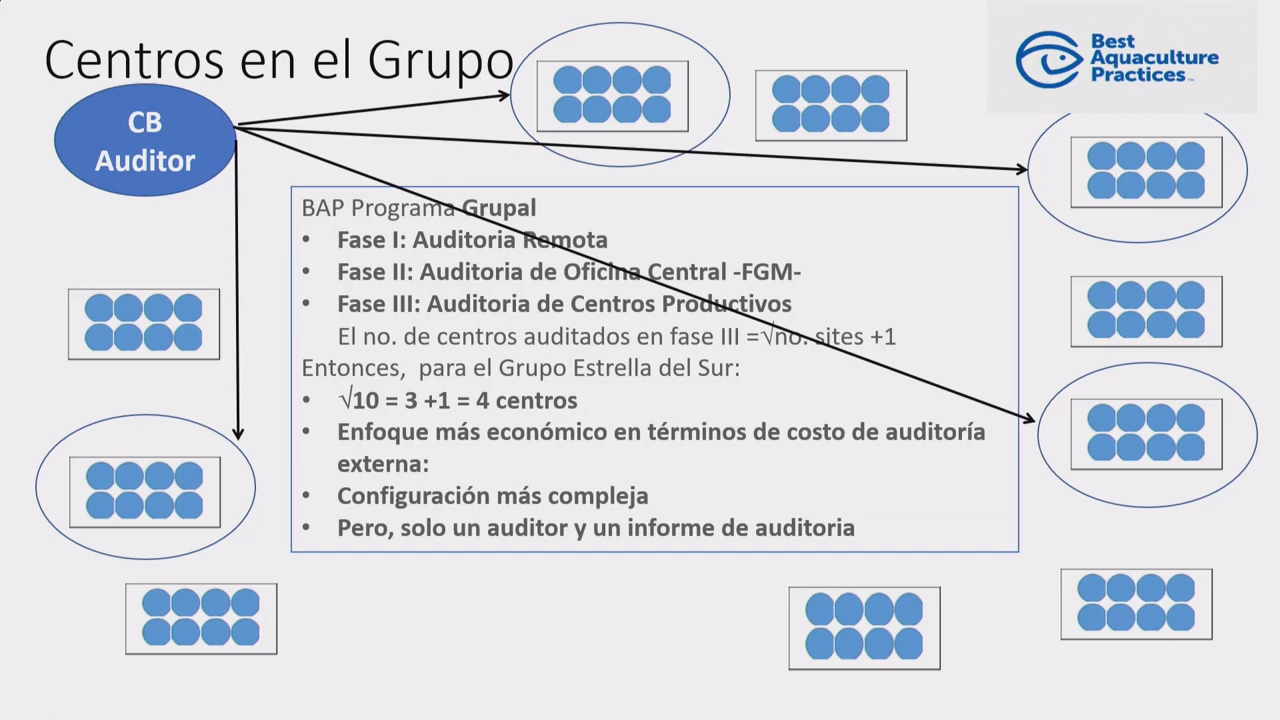 Centros en el Grupo
Best
Aquaculture
Practices
CB
Auditor
BAP Programa Grupal
• Fase I: Auditoria Remota
• Fase II: Auditoria de Oficina Central -FGM-
• Fase III: Auditoria de Centros Productivos
El no. de centros auditados en fase III =√no. sites +1
Entonces, para el Grupo Estrella del Sur:
• √10 = 3 +1 = 4 centros
• Enfoque más económico en términos de costo de auditoría
externa:
• Configuración más compleja
• Pero, solo un auditor y un informe de auditoria